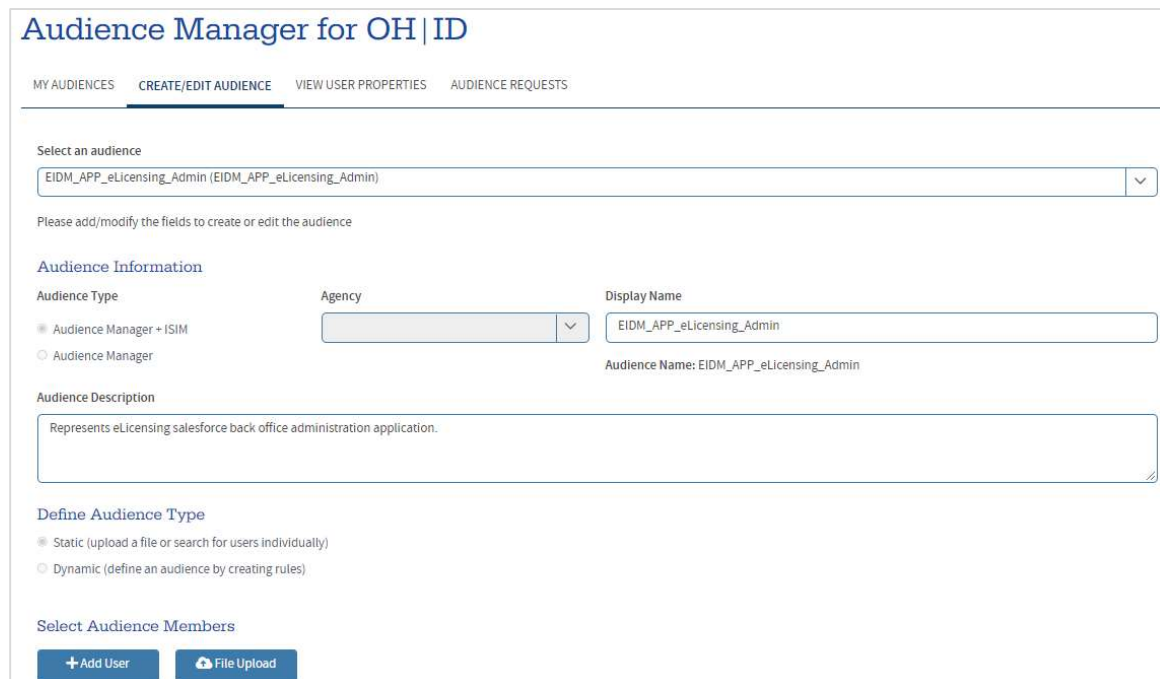 Audience Manager for OH|ID
MY AUDIENCES CREATE/EDIT AUDIENCE VIEW USER PROPERTIES AUDIENCE REQUESTS
Select an audience
EIDM_APP_eLicensing_Admin (EIDM_APP_eLicensing_Admin)
Please add/modify the fields to create or edit the audience
Audience Information
Audience Type Agency Display Name
Audience Manager + ISIM EIDM_APP_eLicensing_Admin
Audience Manager
Audience Name: EIDM_APP_eLicensing_Admin
Audience Description
Represents eLicensing salesforce back office administration application.
Define Audience Type
Static (upload a file or search for users individually)
Dynamic (define an audience by creating rules)
Select Audience Members
+ Add User File Upload